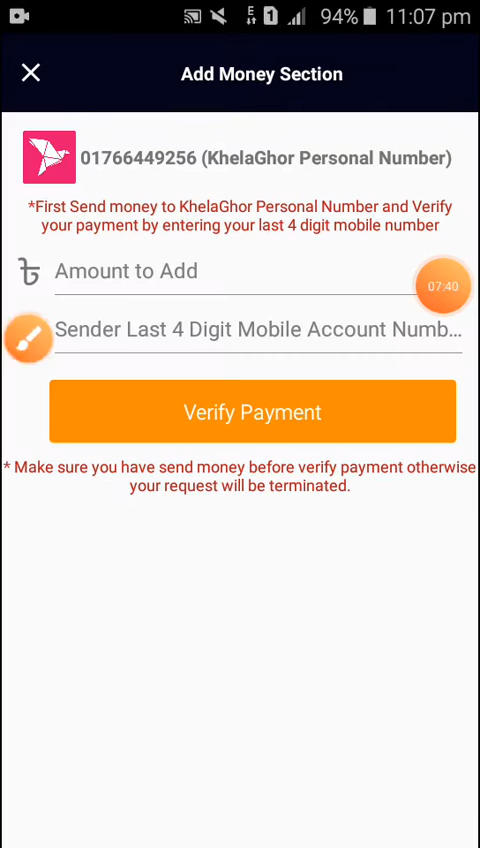 E 1 94% 11:07 pm
Add Money Section
01766449256 (KhelaGhor Personal Number)
*First Send money to KhelaGhor Personal Number and Verify
your payment by entering your last 4 digit mobile number
৳ Amount to Add
07:40
Sender Last 4 Digit Mobile Account Numb...
Verify Payment
* Make sure you have send money before verify payment otherwise
your request will be terminated.